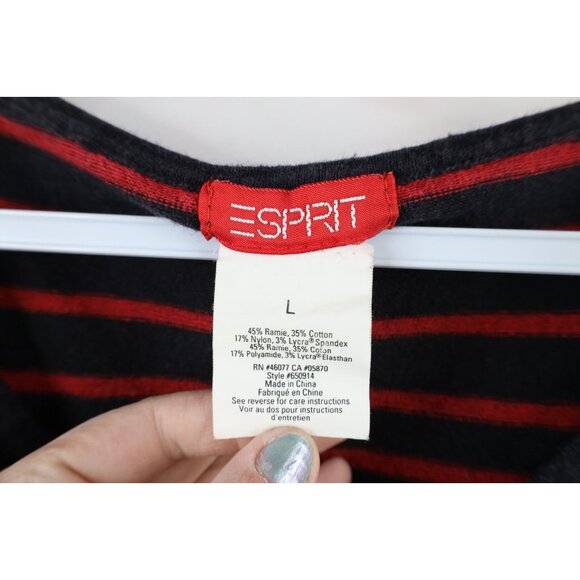 ESPRIT
L
45% Ramie, 35% Cotton
17% Nylon, 3% Lycra® Spandex
45% Ramie, 35% Coton
17% Polyamide, 3% Lycra® Elasthan
RN #46077 CA #05870
Style #650914
Made in China
Fabriqué en Chine
See reverse for care instructions
Voir au dos pour instructions
d'entretien